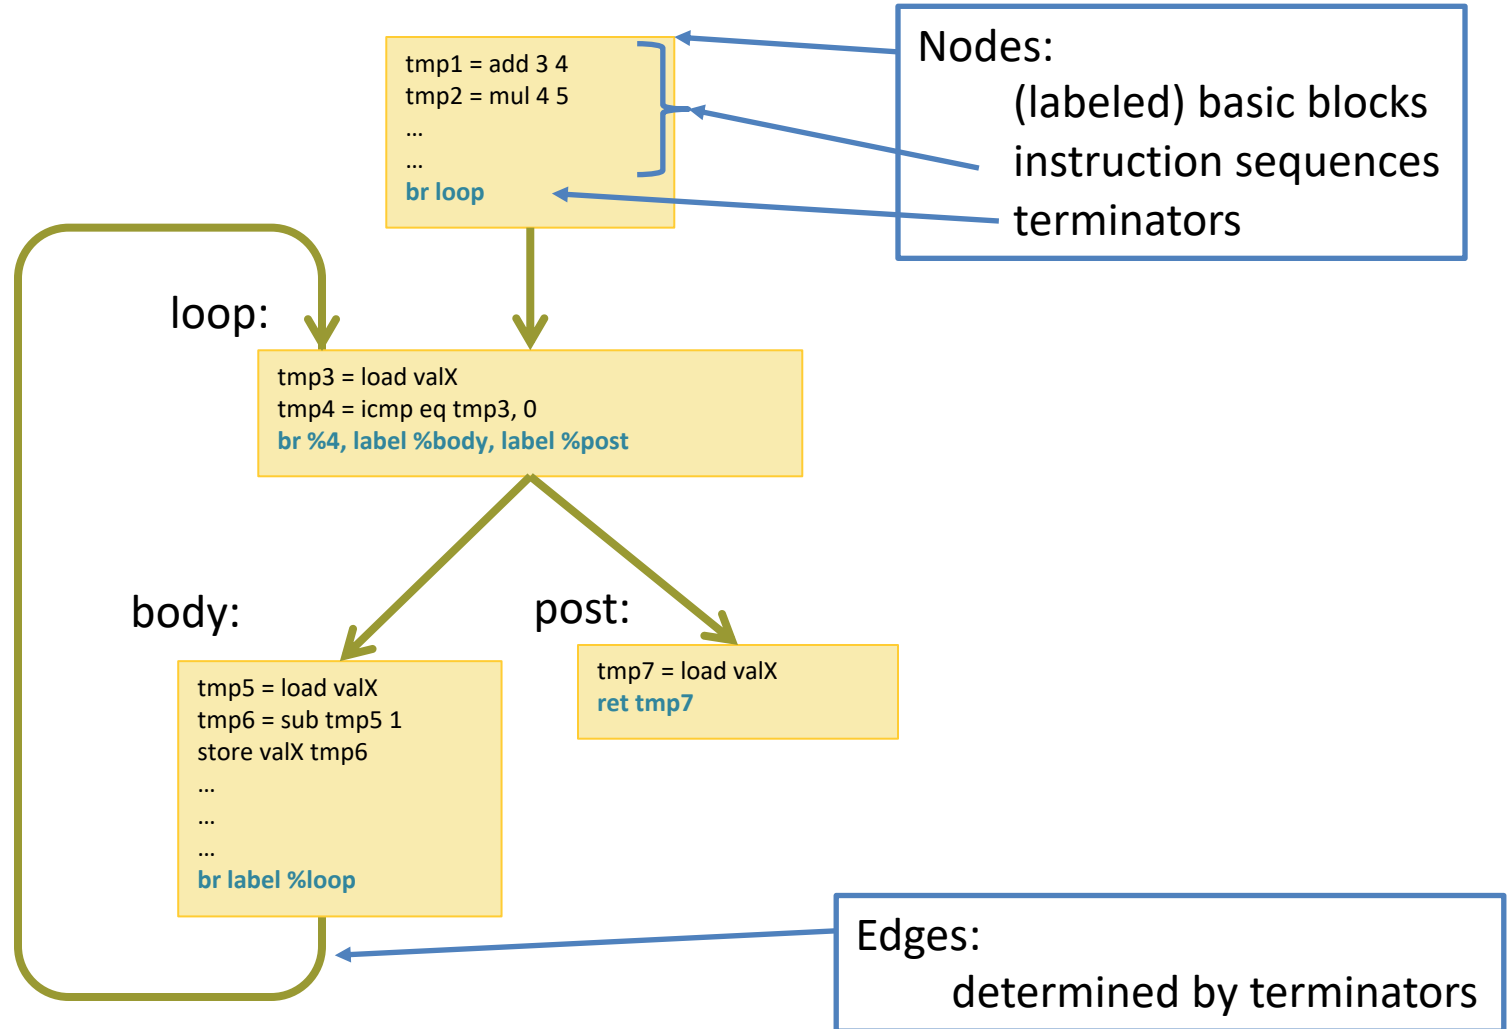 tmp1 = add 3 4
tmp2 = mul 4 5
...
...
br loop
Nodes:
(labeled) basic blocks
instruction sequences
terminators
loop:
tmp3 = load valX
tmp4 = icmp eq tmp3, 0
br %4, label %body, label %post
body:
tmp5 = load valX
tmp6 = sub tmp5 1
store valX tmp6
...
...
...
br label %loop
post:
tmp7 = load valX
ret tmp7
Edges:
determined by terminators